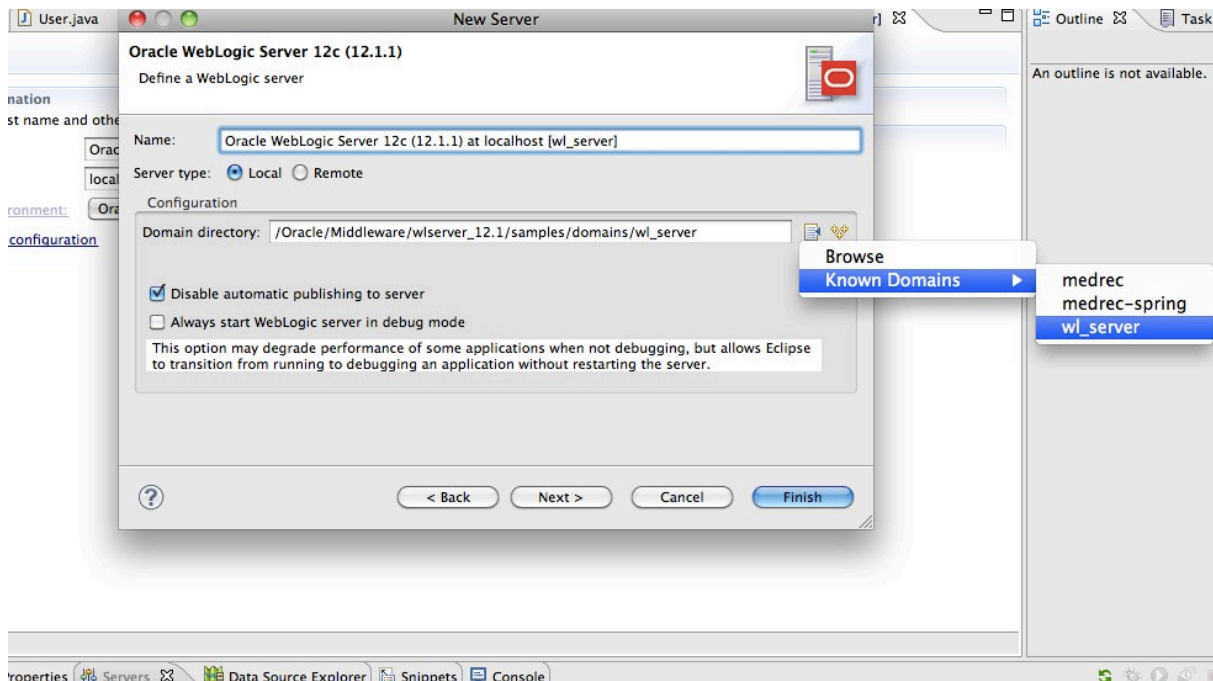 User.java
New Server
Outline
Task
Oracle WebLogic Server 12c (12.1.1)
Define a WebLogic server
An outline is not available.
mation
st name and othe
Name: Oracle WebLogic Server 12c (12.1.1) at localhost [wl_server]
Orac
Server type: Local Remote
local
Configuration
ronment: Ora
Domain directory: /Oracle/Middleware/wlserver_12.1/samples/domains/wl_server
configuration
Browse
Known Domains
medrec
medrec-spring
wl_server
Disable automatic publishing to server
Always start WebLogic server in debug mode
This option may degrade performance of some applications when not debugging, but allows Eclipse
to transition from running to debugging an application without restarting the server.
< Back Next > Cancel Finish
Properties Servers Data Source Explorer Snippets Console